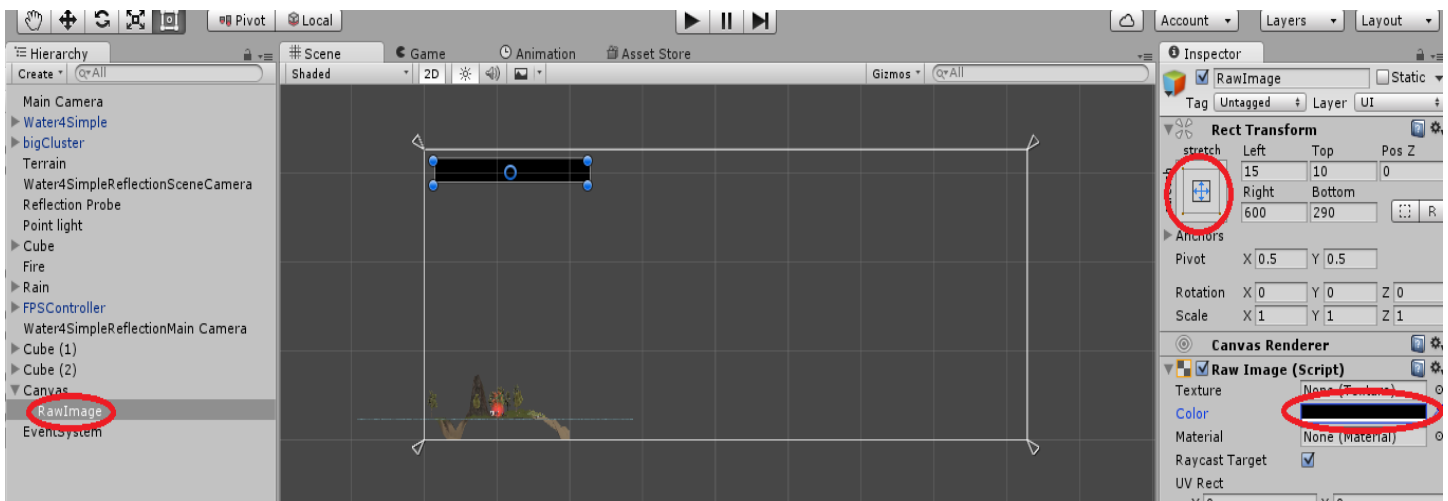 Pivot Local Account Layers Layout
Hierarchy Scene Game Animation Asset Store Inspector
Create All Shaded 2D Gizmos All RawImage Static
Tag Untagged Layer UI
Main Camera
Water4Simple Rect Transform
bigCluster stretch Left Top Pos Z
Terrain 15 10 0
Water4SimpleReflectionSceneCamera Right Bottom
Reflection Probe 600 290 R
Point light Anchors
Cube Pivot X 0.5 Y 0.5
Fire
Rain Rotation X 0 Y 0 Z 0
FPSController Scale X 1 Y 1 Z 1
Water4SimpleReflectionMain Camera
Cube (1) Canvas Renderer
Cube (2) Raw Image (Script)
Canvas Texture None (Texture)
RawImage Color
EventSystem Material None (Material)
Raycast Target
UV Rect